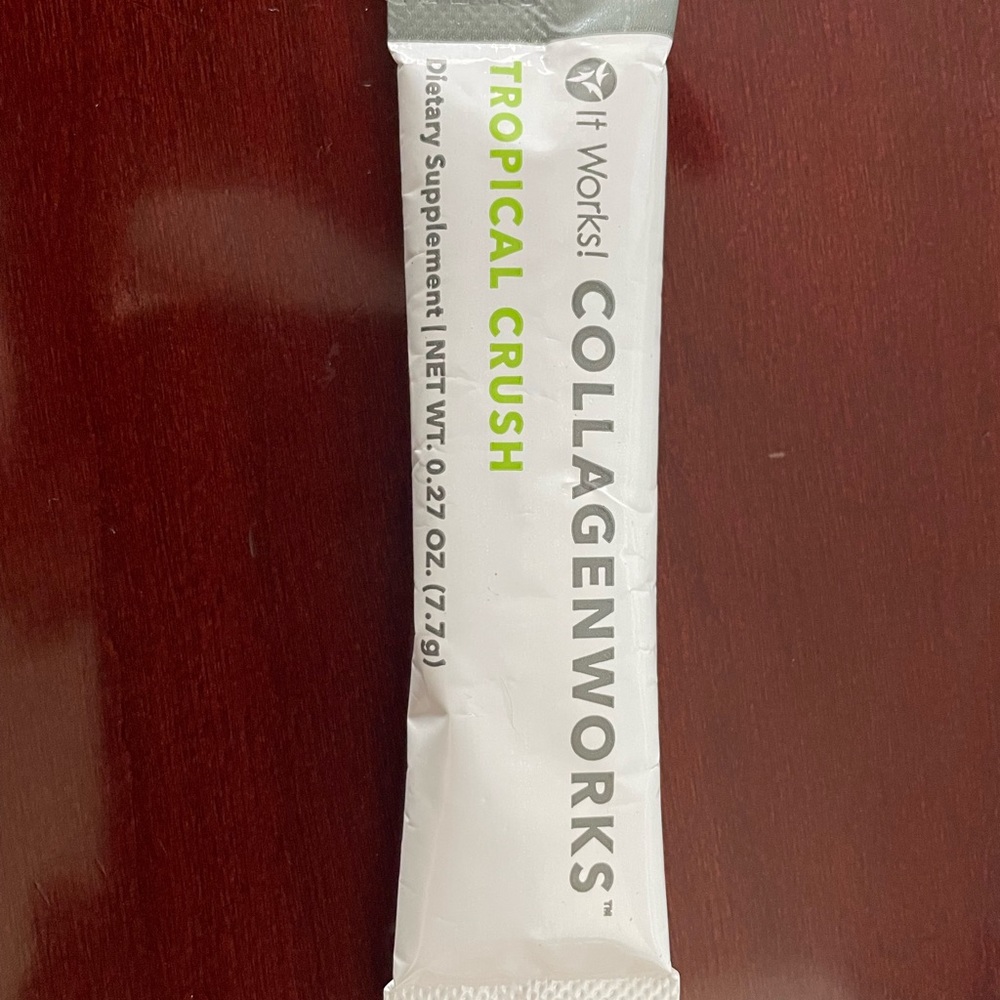 It Works! COLLAGENWORKS™
TROPICAL CRUSH
Dietary Supplement | NET WT. 0.27 OZ. (7.7g)